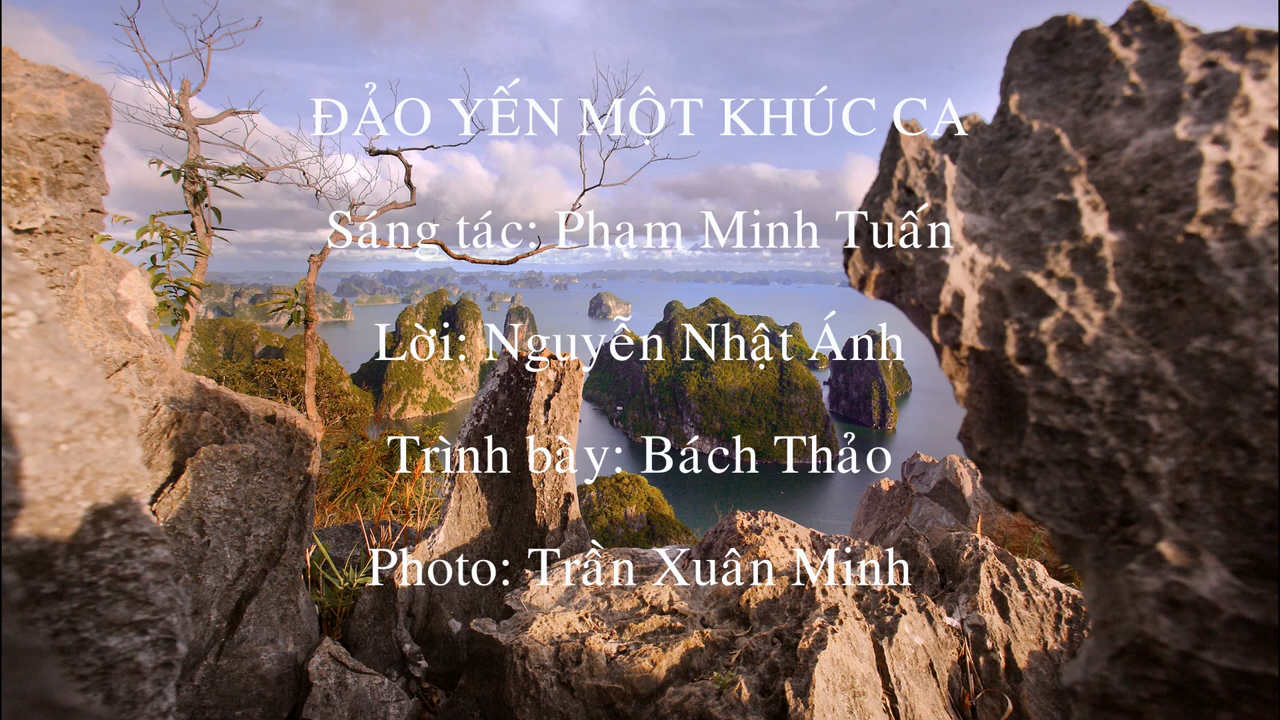 ĐẢO YẾN MỘT KHÚC CA
Sáng tác: Phạm Minh Tuấn
Lời: Nguyễn Nhật Ánh
Trình bày: Bách Thảo
Photo: Trần Xuân Minh